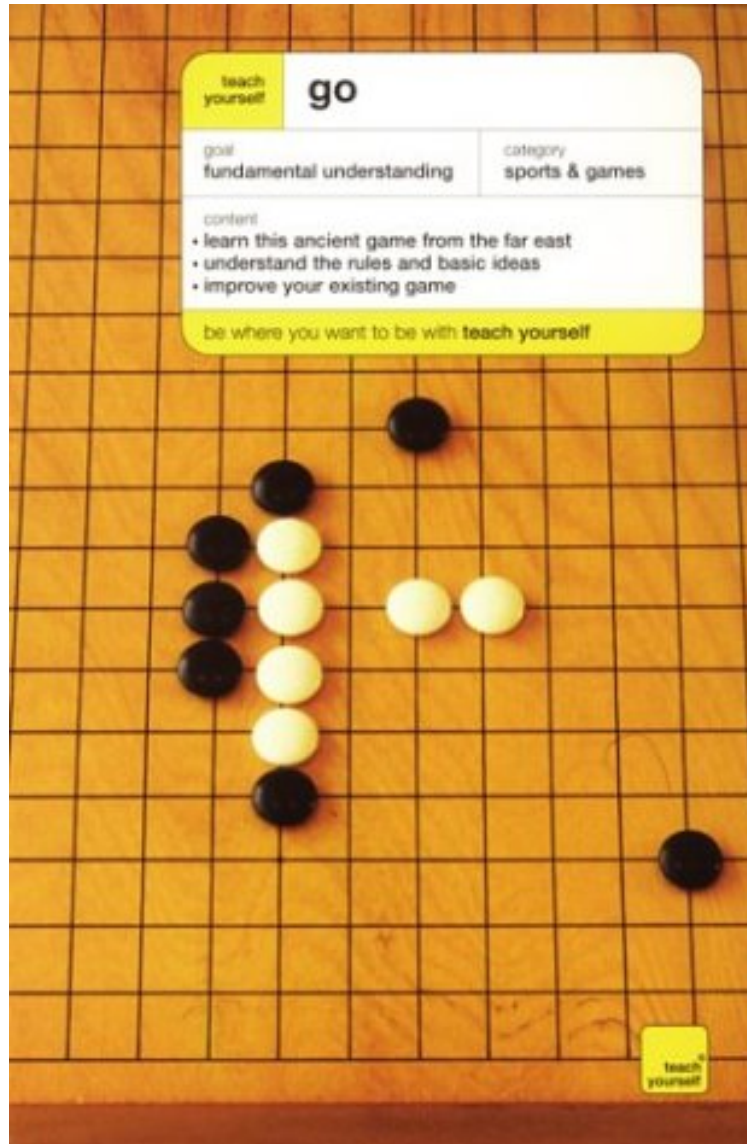 teach
yourself
go
goal
fundamental understanding
category
sports & games
content
• learn this ancient game from the far east
• understand the rules and basic ideas
• improve your existing game
be where you want to be with teach yourself
teach®
yourself